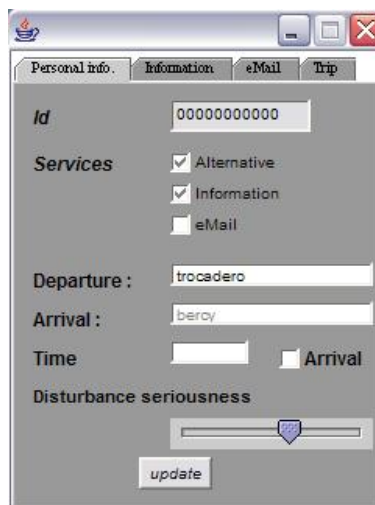 Personal info. Information eMail Trip
Id 00000000000
Services Alternative
Information
eMail
Departure : trocadero
Arrival : bercy
Time Arrival
Disturbance seriousness
update